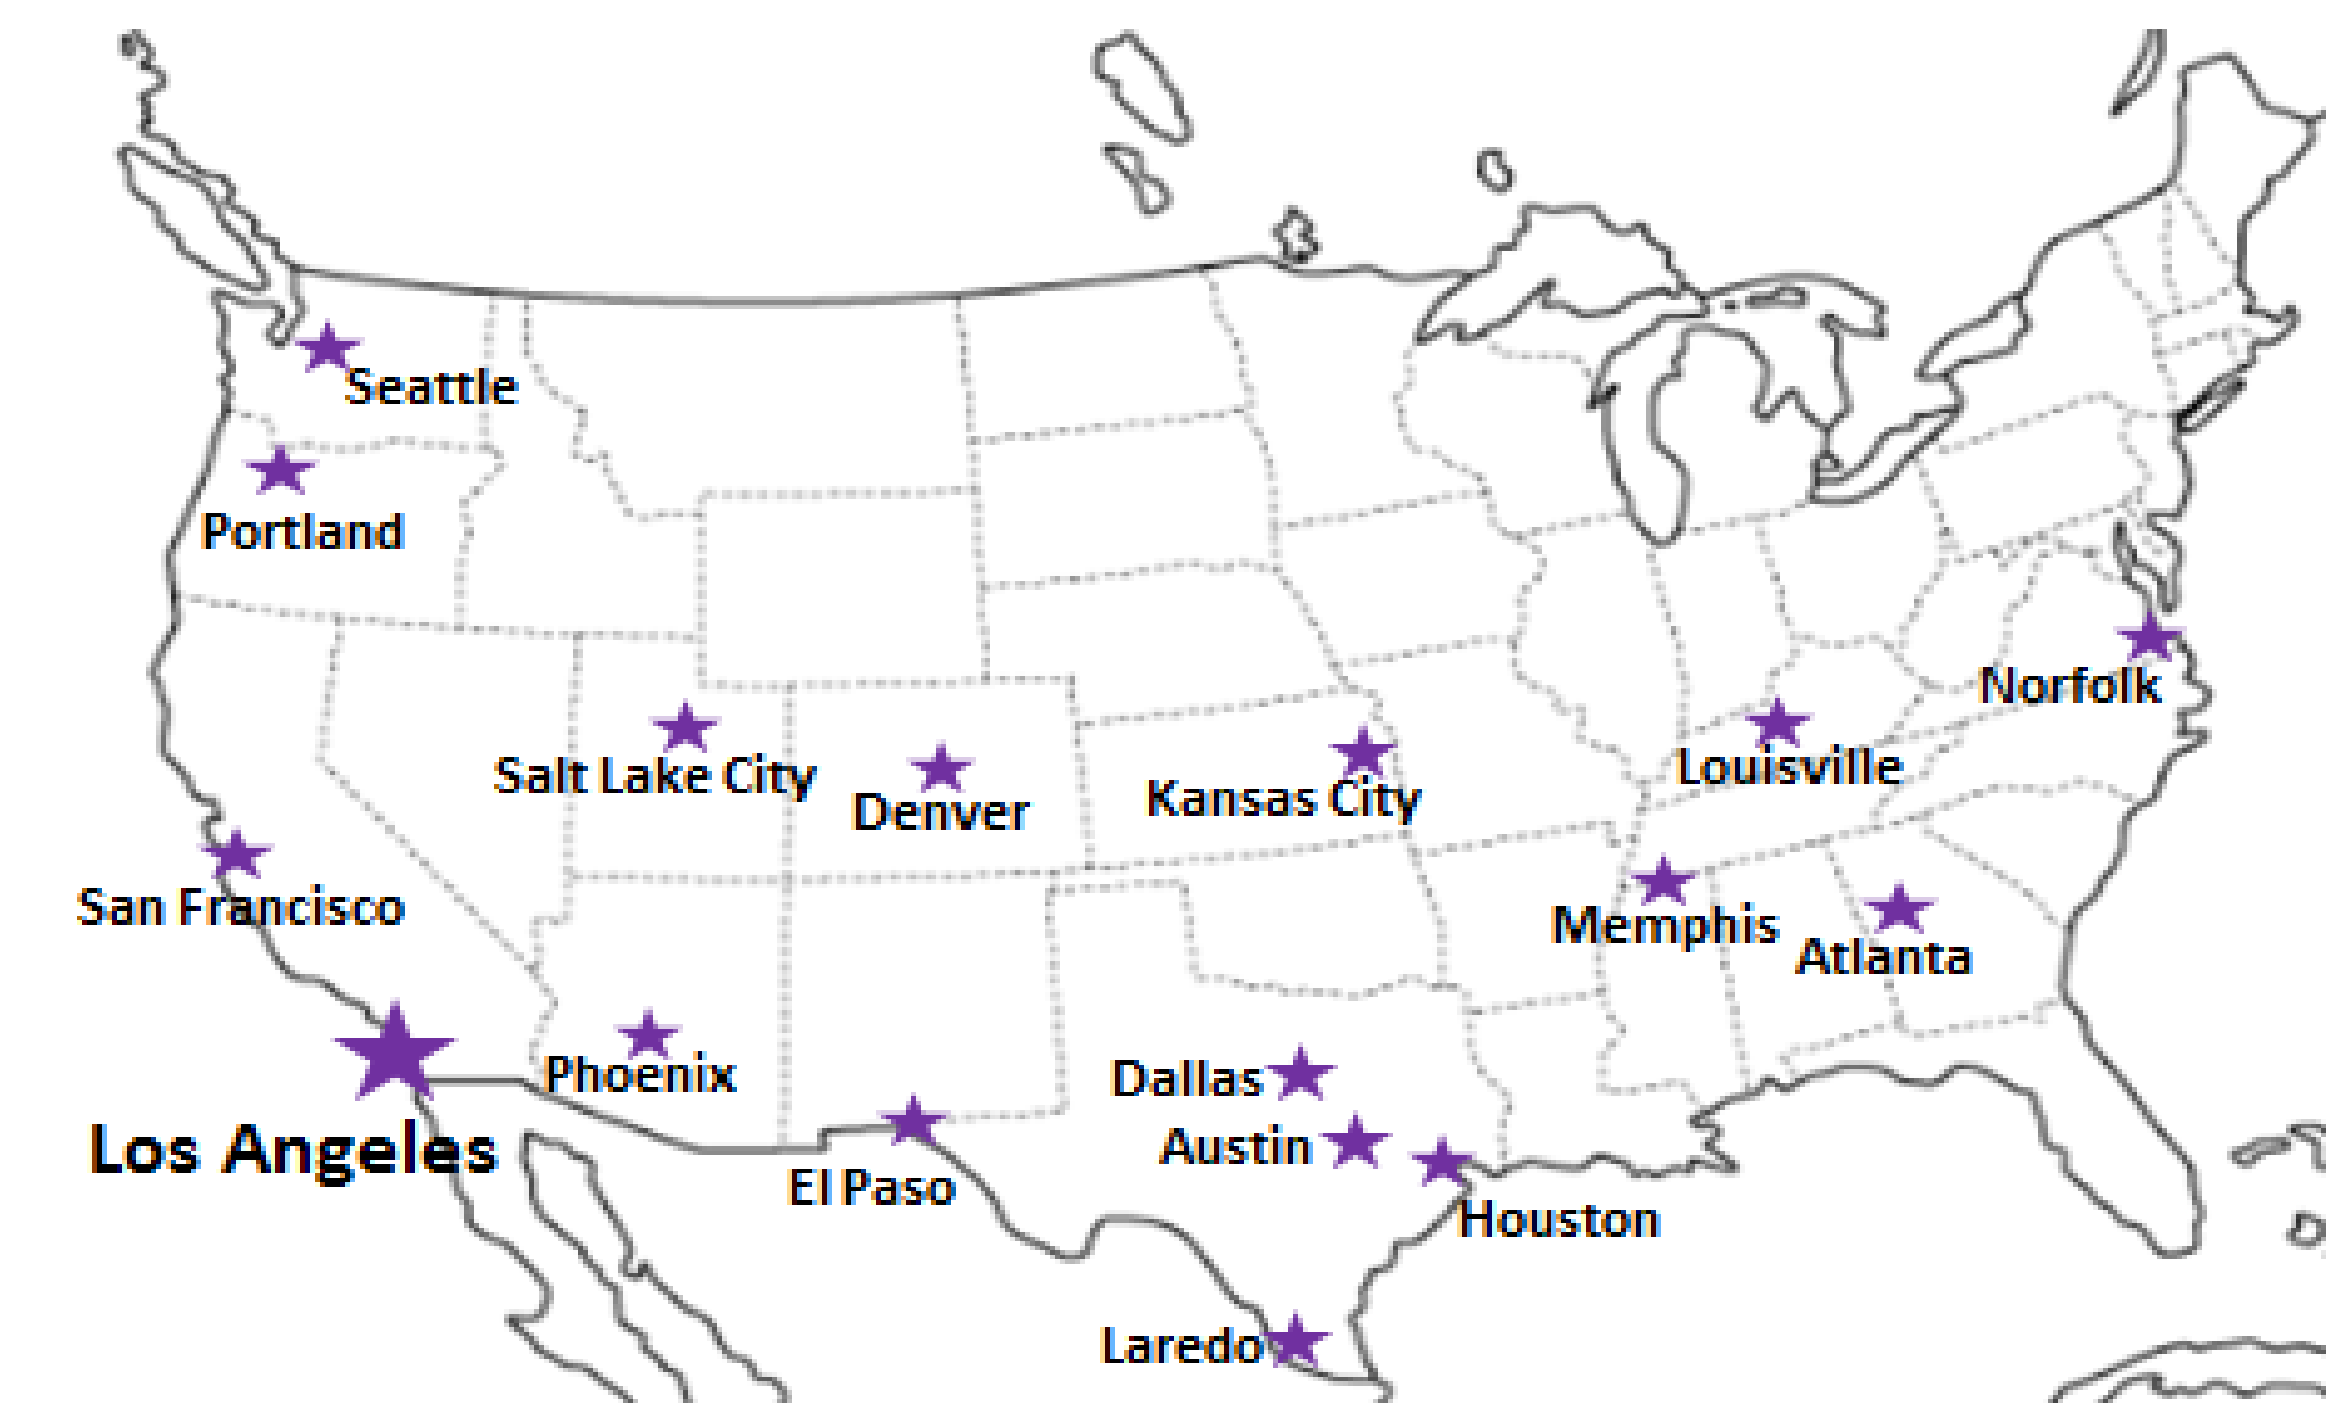 Seattle
Portland
Norfolk
Salt Lake City
Denver
Kansas City
Louisville
San Francisco
Memphis
Atlanta
Phoenix
Dallas
Los Angeles
Austin
El Paso
Houston
Laredo